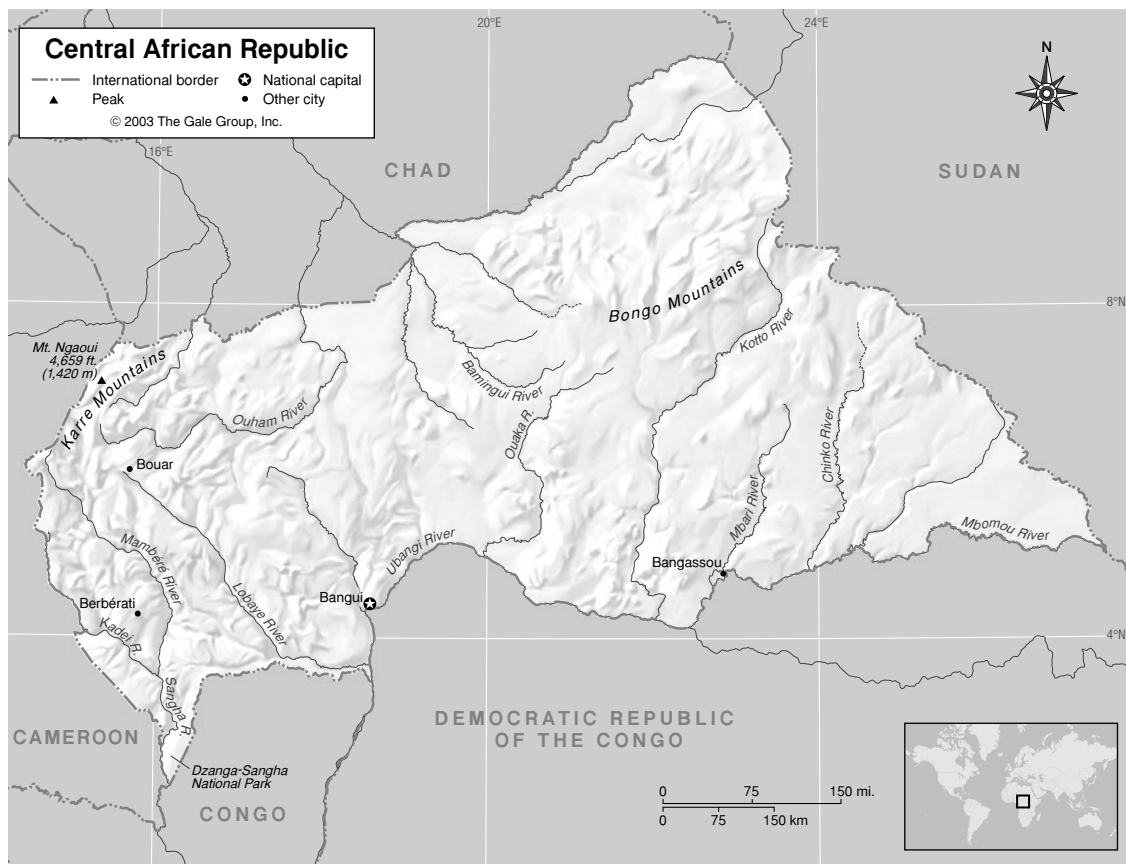 Central African Republic
International border
National capital
Peak
Other city
© 2003 The Gale Group, Inc.
20°E
24°E
N
16°E
CHAD
SUDAN
8°N
Bongo Mountains
Mt. Ngaoui
4,659 ft.
(1,420 m)
Karre Mountains
Kotto River
Bamingui River
Ouham River
Ouaka R.
Chinko River
Bouar
Mbari River
Mbomou River
Ubangi River
Mambéré River
Bangassou
Lobaye River
Bangui
Berbérati
Kadei R.
4°N
Sangha R.
CAMEROON
DEMOCRATIC REPUBLIC
OF THE CONGO
Dzanga-Sangha
National Park
CONGO
0 75 150 mi.
0 75 150 km